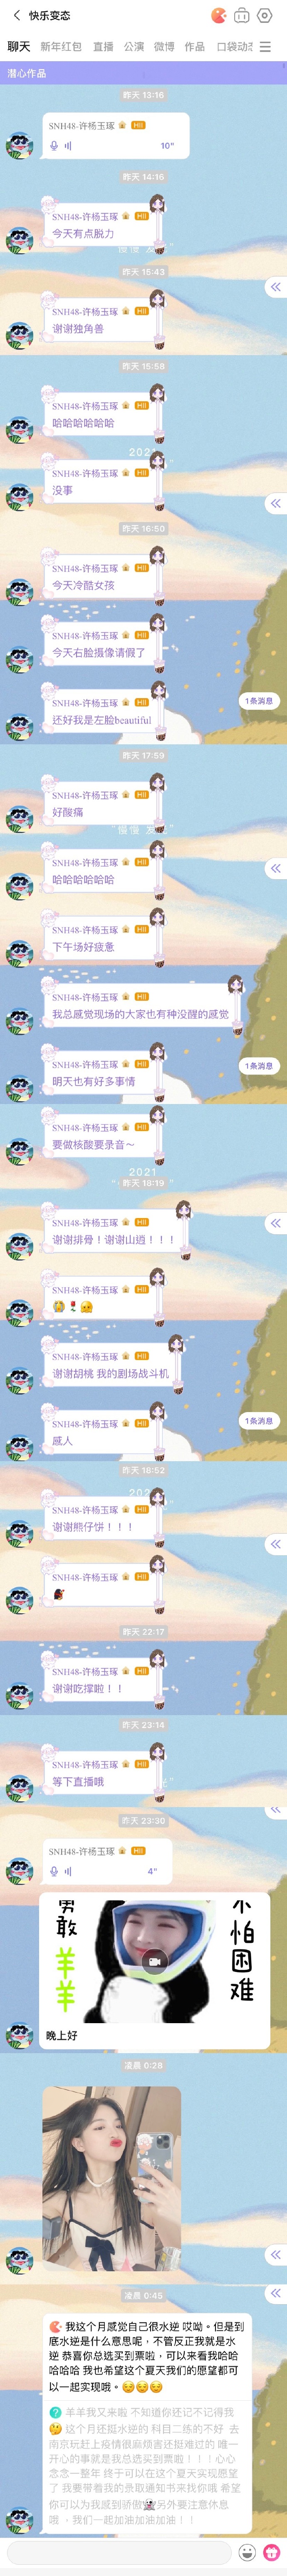 快乐变态
聊天 新年红包 直播 公演 微博 作品 口袋动态
潜心作品
昨天 13:16
SNH48-许杨玉琢
10"
昨天 14:16
SNH48-许杨玉琢
今天有点脱力
昨天 15:43
SNH48-许杨玉琢
谢谢独角兽
昨天 15:58
SNH48-许杨玉琢
哈哈哈哈哈哈
SNH48-许杨玉琢
没事
昨天 16:50
SNH48-许杨玉琢
今天冷酷女孩
SNH48-许杨玉琢
今天右脸摄像请假了
1条消息
SNH48-许杨玉琢
还好我是左脸beautiful
昨天 17:59
SNH48-许杨玉琢
好酸痛
SNH48-许杨玉琢
哈哈哈哈哈哈
SNH48-许杨玉琢
下午场好疲惫
SNH48-许杨玉琢
我总感觉现场的大家也有种没醒的感觉
SNH48-许杨玉琢
1条消息
明天也有好多事情
SNH48-许杨玉琢
要做核酸要录音～
2021
昨天 18:19
SNH48-许杨玉琢
谢谢排骨！谢谢山逍！！！
SNH48-许杨玉琢
SNH48-许杨玉琢
谢谢胡桃 我的剧场战斗机
SNH48-许杨玉琢
1条消息
感人
昨天 18:52
SNH48-许杨玉琢
谢谢熊仔饼！！！
SNH48-许杨玉琢
昨天 22:17
SNH48-许杨玉琢
谢谢吃撑啦！！
昨天 23:14
SNH48-许杨玉琢
等下直播哦
昨天 23:30
SNH48-许杨玉琢
4"
勇敢羊羊
不怕困难
晚上好
凌晨 0:28
凌晨 0:45
我这个月感觉自己很水逆 哎呦。但是到
底水逆是什么意思呢，不管反正我就是水
逆 恭喜你总选买到票啦，可以来看我哈哈
哈哈哈 我也希望这个夏天我们的愿望都可
以一起实现哦。😌😌😌
羊羊我又来啦 不知道你还记不记得我
🤔 这个月还挺水逆的 科目二练的不好 去
南京玩赶上疫情很麻烦害还挺难过的 唯一
开心的事就是我总选买到票啦！！！心心
念念一整年 终于可以在这个夏天实现愿望
了 我要带着我的录取通知书来找你哦 希望
你可以为我感到骄傲 另外要注意休息
哦 、我们一起加油加油加油！！